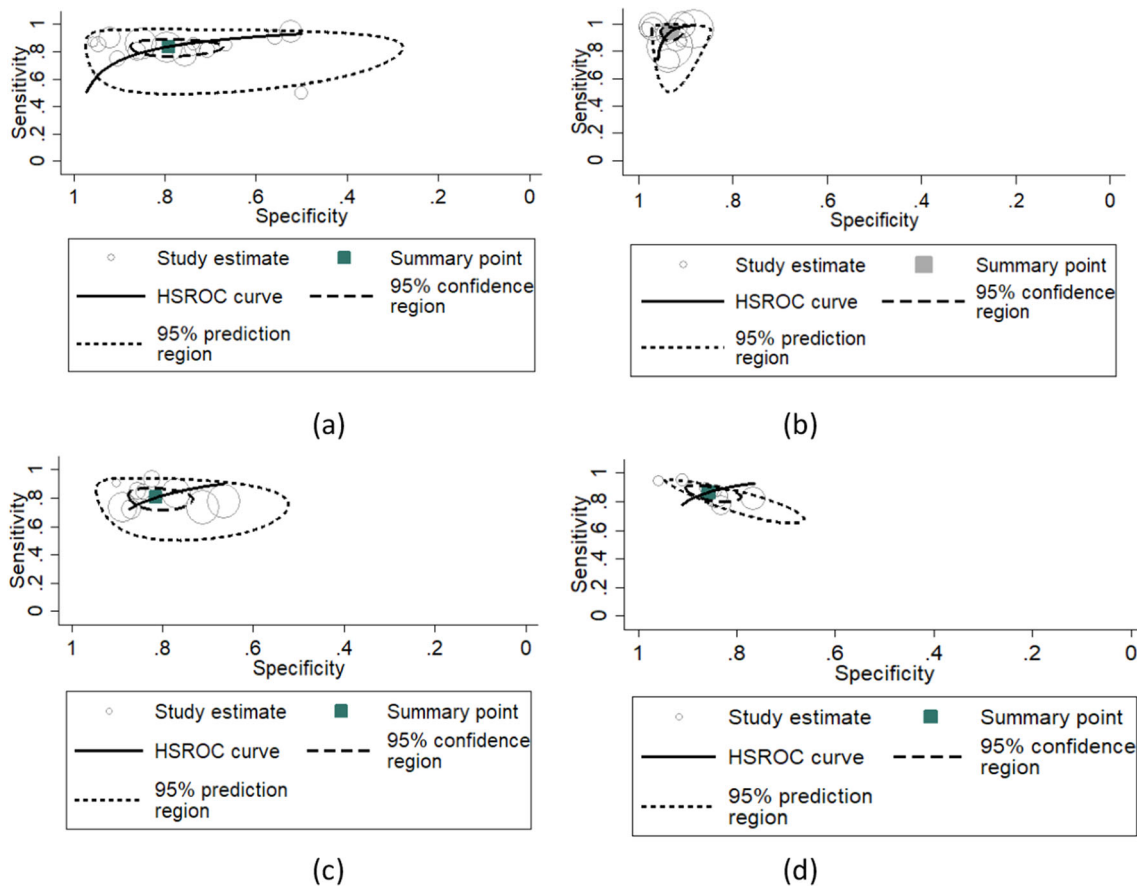 Sensitivity
1
.8
.6
.4
.2
0
1
.8
.6
.4
.2
0
Specificity
Study estimate
Summary point
HSROC curve
95% confidence
region
95% prediction
region
(a)
Sensitivity
1
.8
.6
.4
.2
0
1
.8
.6
.4
.2
0
Specificity
Study estimate
Summary point
HSROC curve
95% confidence
region
95% prediction
region
(b)
Sensitivity
1
.8
.6
.4
.2
0
1
.8
.6
.4
.2
0
Specificity
Study estimate
Summary point
HSROC curve
95% confidence
region
95% prediction
region
(c)
Sensitivity
1
.8
.6
.4
.2
0
1
.8
.6
.4
.2
0
Specificity
Study estimate
Summary point
HSROC curve
95% confidence
region
95% prediction
region
(d)